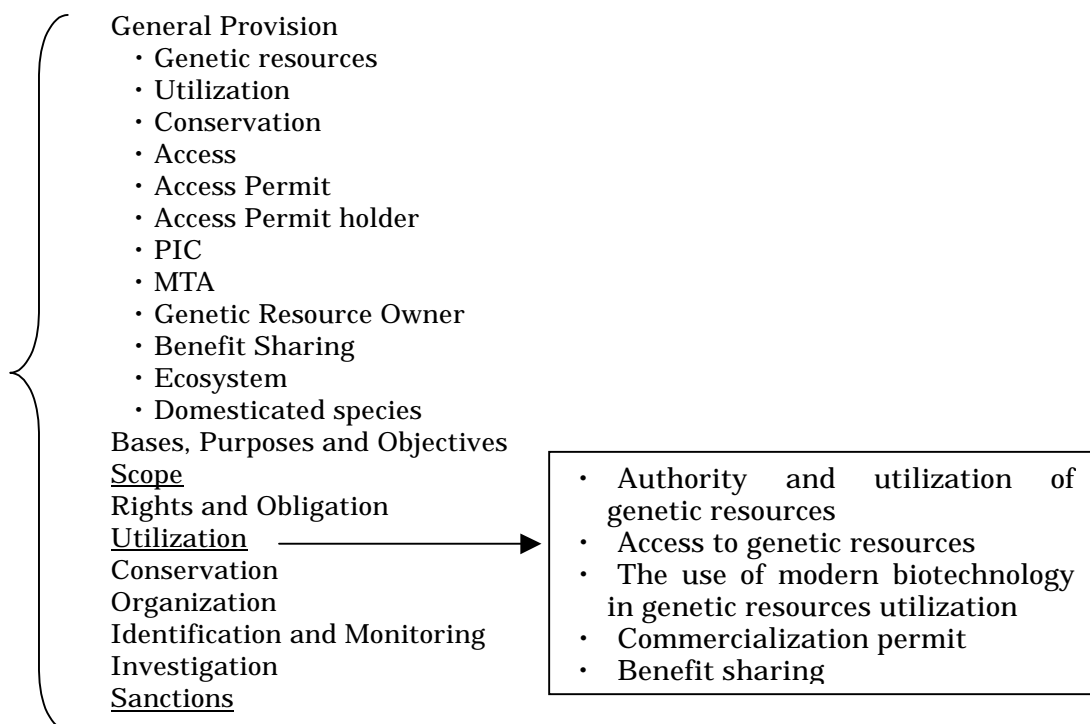 General Provision
・Genetic resources
・Utilization
・Conservation
・Access
・Access Permit
・Access Permit holder
・PIC
・MTA
・Genetic Resource Owner
・Benefit Sharing
・Ecosystem
・Domesticated species
Bases, Purposes and Objectives
Scope
Rights and Obligation
Utilization
Conservation
Organization
Identification and Monitoring
Investigation
Sanctions
・ Authority and utilization of
genetic resources
・ Access to genetic resources
・ The use of modern biotechnology
in genetic resources utilization
・ Commercialization permit
・ Benefit sharing